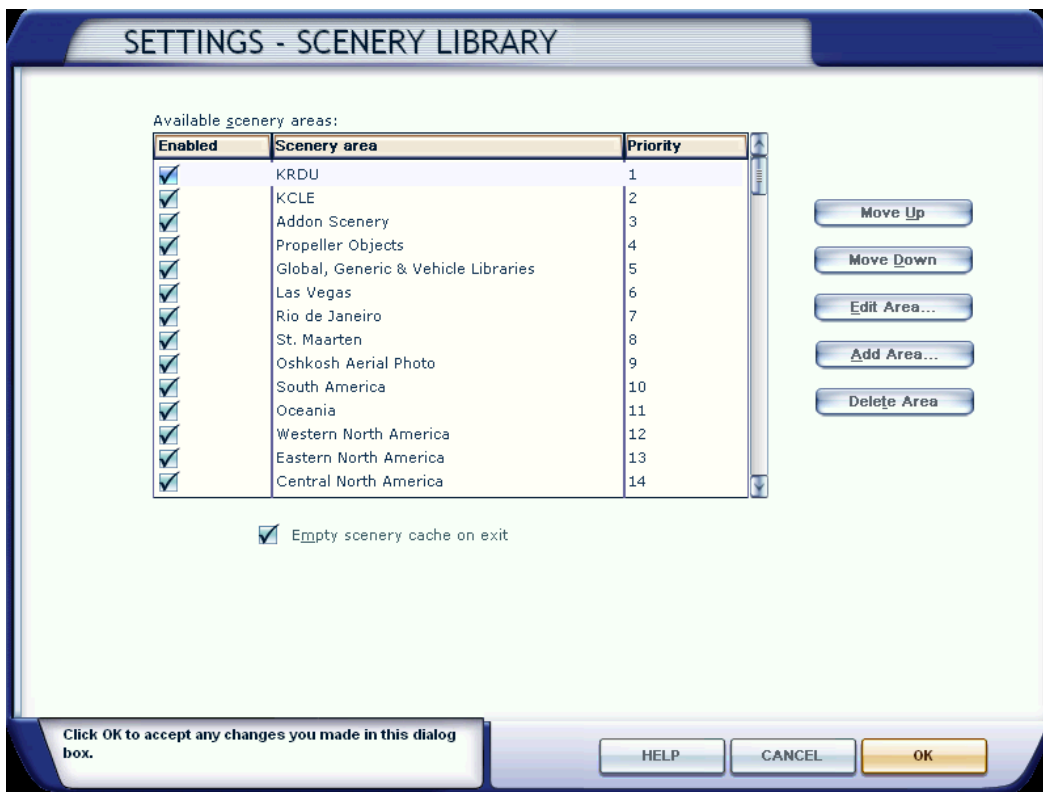 SETTINGS - SCENERY LIBRARY
Available scenery areas:
Enabled Scenery area Priority
KRDU 1
KCLE 2
Addon Scenery 3
Propeller Objects 4
Global, Generic & Vehicle Libraries 5
Las Vegas 6
Rio de Janeiro 7
St. Maarten 8
Oshkosh Aerial Photo 9
South America 10
Oceania 11
Western North America 12
Eastern North America 13
Central North America 14
Move Up
Move Down
Edit Area...
Add Area...
Delete Area
Empty scenery cache on exit
Click OK to accept any changes you made in this dialog
box.
HELP CANCEL OK